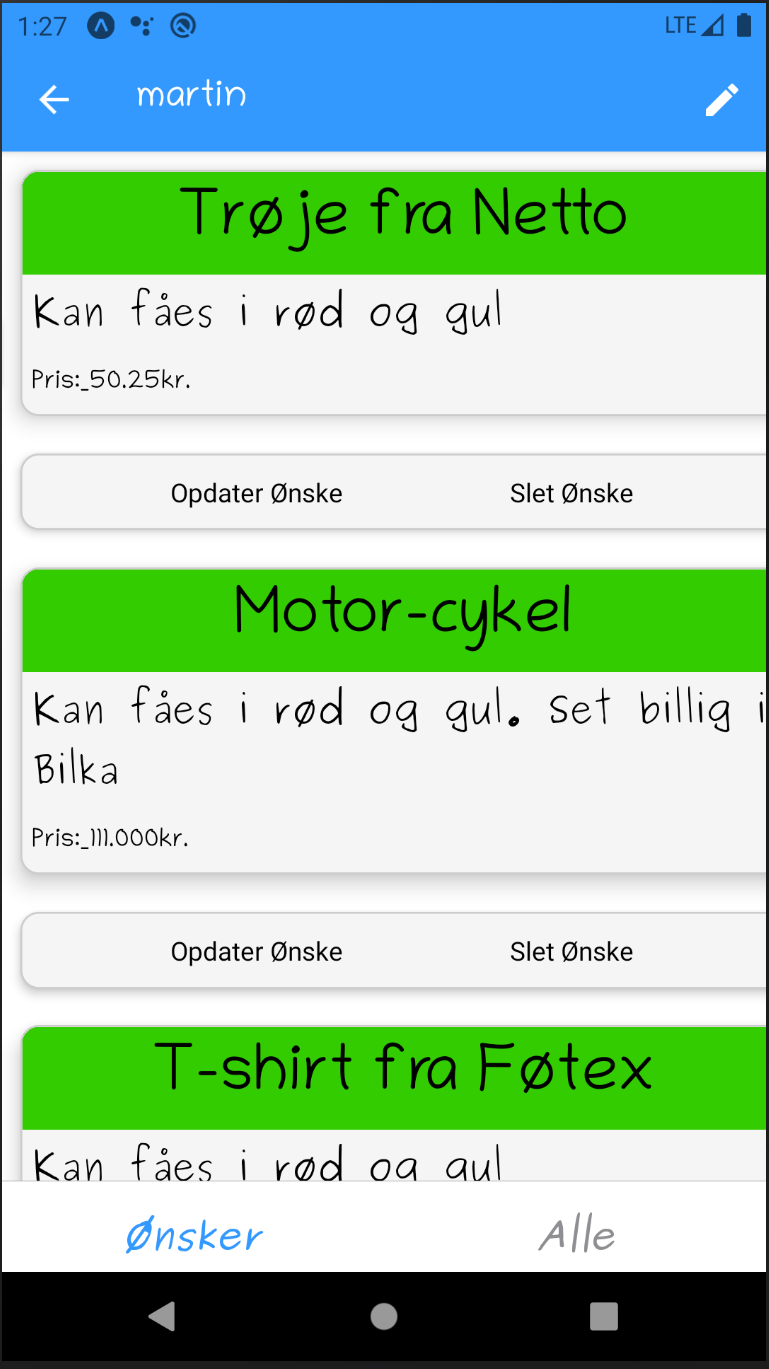 1:27
LTE
martin
Trøje fra Netto
Kan fåes i rød og gul
Pris:_50.25kr.
Opdater Ønske Slet Ønske
Motor-cykel
Kan fåes i rød og gul. Set billig i
Bilka
Pris:_111.000kr.
Opdater Ønske Slet Ønske
T-shirt fra Føtex
Kan fåes i rød og gul
Ønsker Alle